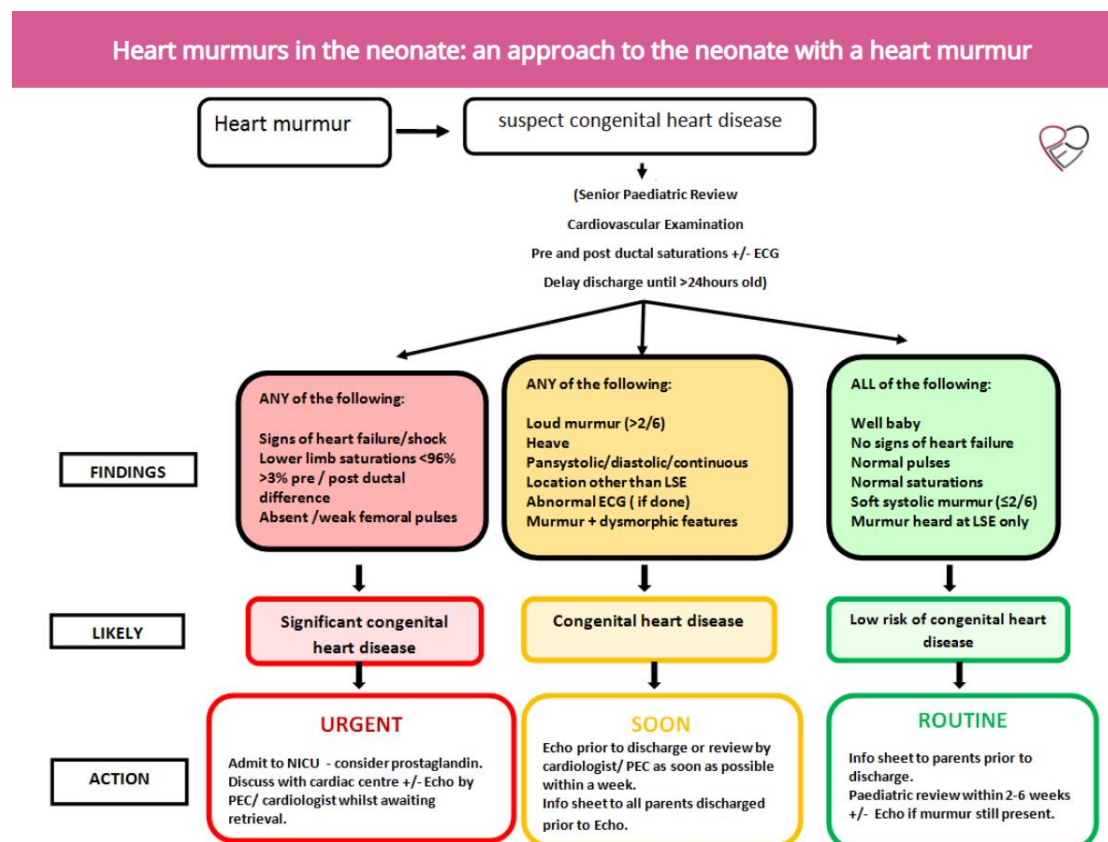 Heart murmurs in the neonate: an approach to the neonate with a heart murmur
Heart murmur
suspect congenital heart disease
(Senior Paediatric Review
Cardiovascular Examination
Pre and post ductal saturations +/- ECG
Delay discharge until >24hours old)
FINDINGS
ANY of the following:
Signs of heart failure/shock
Lower limb saturations <96%
>3% pre / post ductal
difference
Absent /weak femoral pulses
ANY of the following:
Loud murmur (>2/6)
Heave
Pansystolic/diastolic/continuous
Location other than LSE
Abnormal ECG ( if done)
Murmur + dysmorphic features
ALL of the following:
Well baby
No signs of heart failure
Normal pulses
Normal saturations
Soft systolic murmur (≤2/6)
Murmur heard at LSE only
LIKELY
Significant congenital
heart disease
Congenital heart disease
Low risk of congenital heart
disease
ACTION
URGENT
Admit to NICU - consider prostaglandin.
Discuss with cardiac centre +/- Echo by
PEC/ cardiologist whilst awaiting
retrieval.
SOON
Echo prior to discharge or review by
cardiologist/ PEC as soon as possible
within a week.
Info sheet to all parents discharged
prior to Echo.
ROUTINE
Info sheet to parents prior to
discharge.
Paediatric review within 2-6 weeks
+/- Echo if murmur still present.